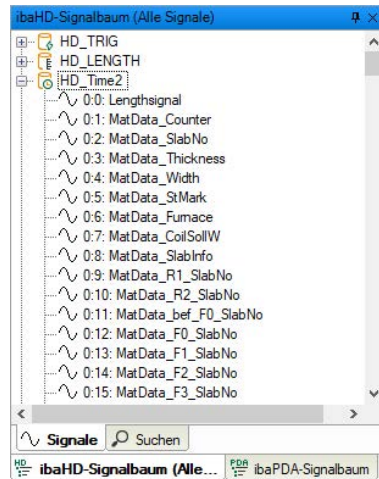 ibaHD-Signalbaum (Alle Signale)
HD_TRIG
HD_LENGTH
HD_Time2
0:0: Lengthsignal
0:1: MatData_Counter
0:2: MatData_SlabNo
0:3: MatData_Thickness
0:4: MatData_Width
0:5: MatData_StMark
0:6: MatData_Furnace
0:7: MatData_CoilSollW
0:8: MatData_SlabInfo
0:9: MatData_R1_SlabNo
0:10: MatData_R2_SlabNo
0:11: MatData_bef_F0_SlabNo
0:12: MatData_F0_SlabNo
0:13: MatData_F1_SlabNo
0:14: MatData_F2_SlabNo
0:15: MatData_F3_SlabNo
Signale Suchen
HD ibaHD-Signalbaum (Alle... PDA ibaPDA-Signalbaum